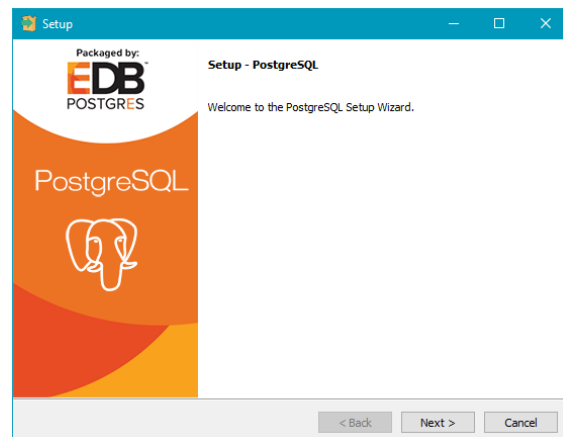 Setup
Packaged by:
EDB
POSTGRES
PostgreSQL
Setup - PostgreSQL
Welcome to the PostgreSQL Setup Wizard.
< Back
Next >
Cancel